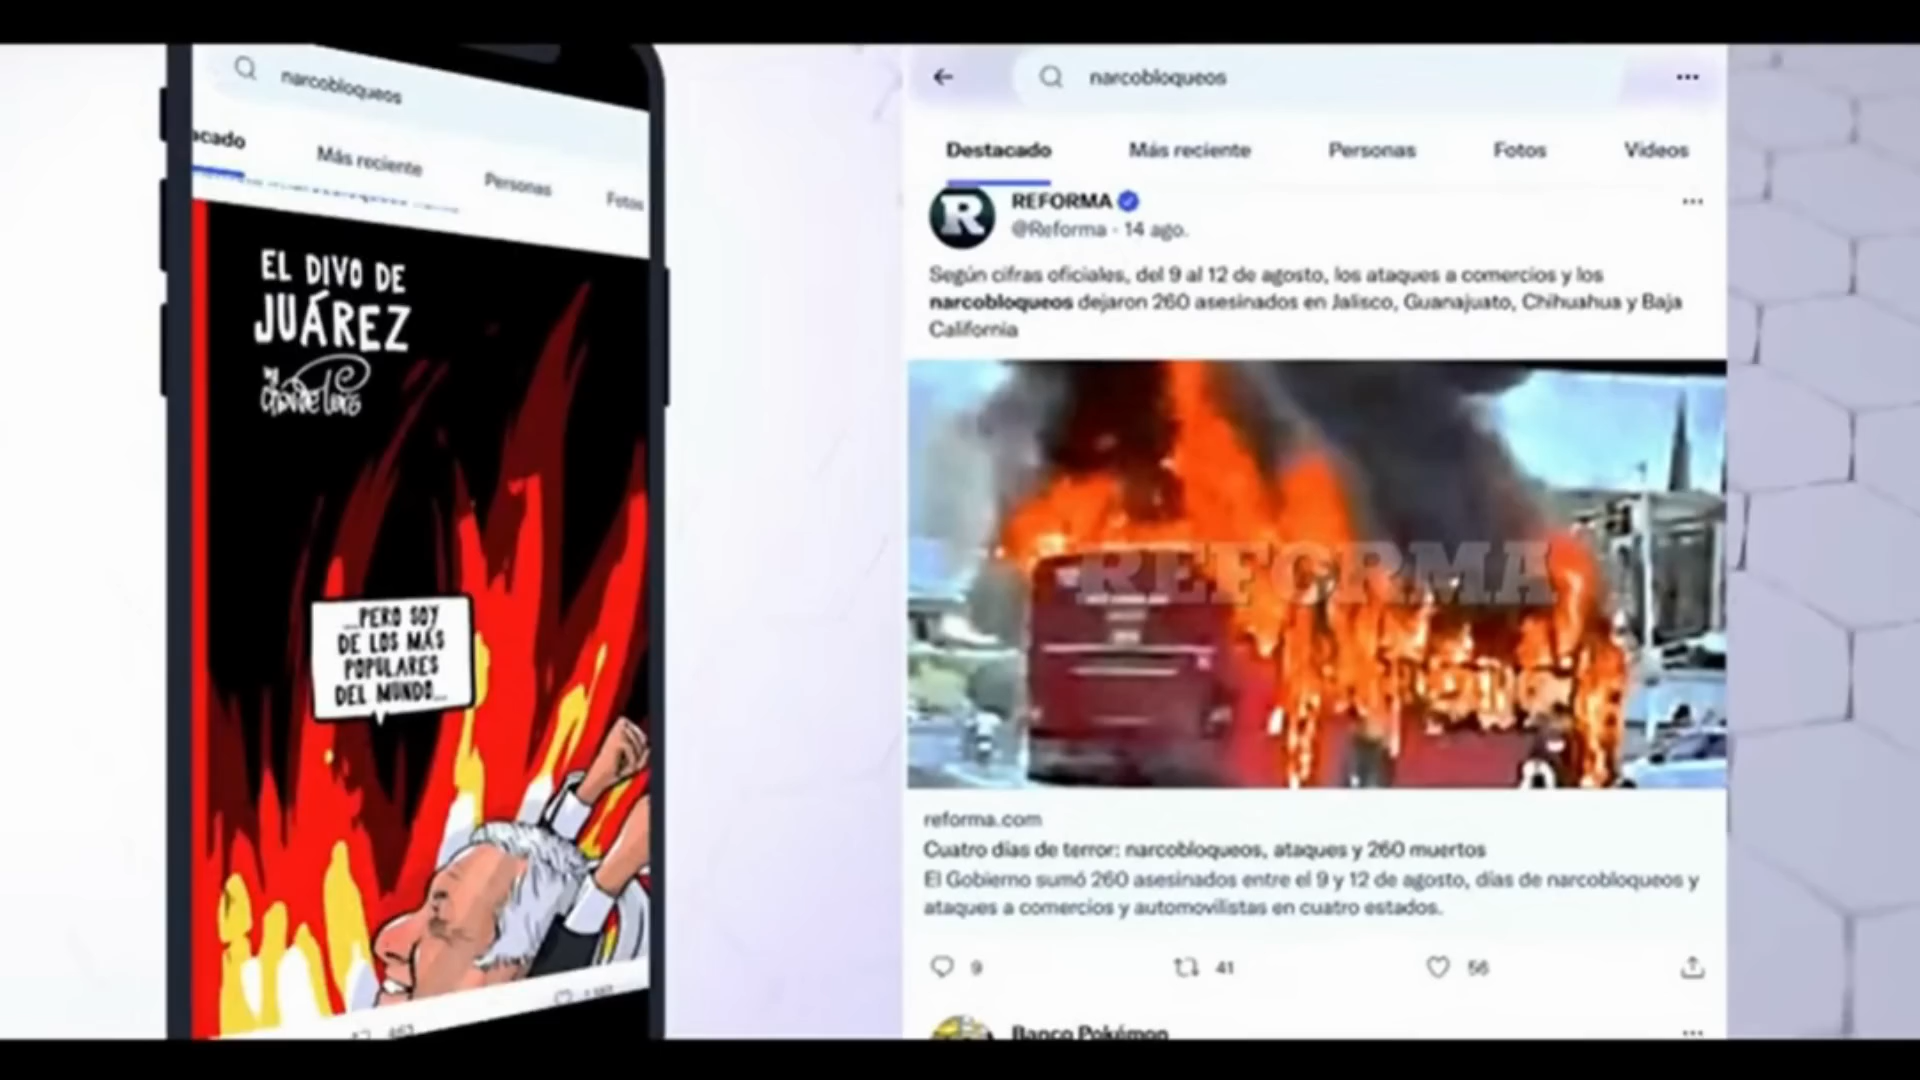 narcobloqueos
acado
Más reciente
Personas
Fotos
EL DIVO DE
JUÁREZ
...PERO SOY
DE LOS MÁS
POPULARES
DEL MUNDO...
narcobloqueos
Destacado
Más reciente
Personas
Fotos
Videos
REFORMA
@Reforma · 14 ago.
Según cifras oficiales, del 9 al 12 de agosto, los ataques a comercios y los
narcobloqueos dejaron 260 asesinados en Jalisco, Guanajuato, Chihuahua y Baja
California
REFORMA
reforma.com
Cuatro días de terror: narcobloqueos, ataques y 260 muertos
El Gobierno sumó 260 asesinados entre el 9 y 12 de agosto, días de narcobloqueos y
ataques a comercios y automovilistas en cuatro estados.
9
41
56
Banco Pokémon